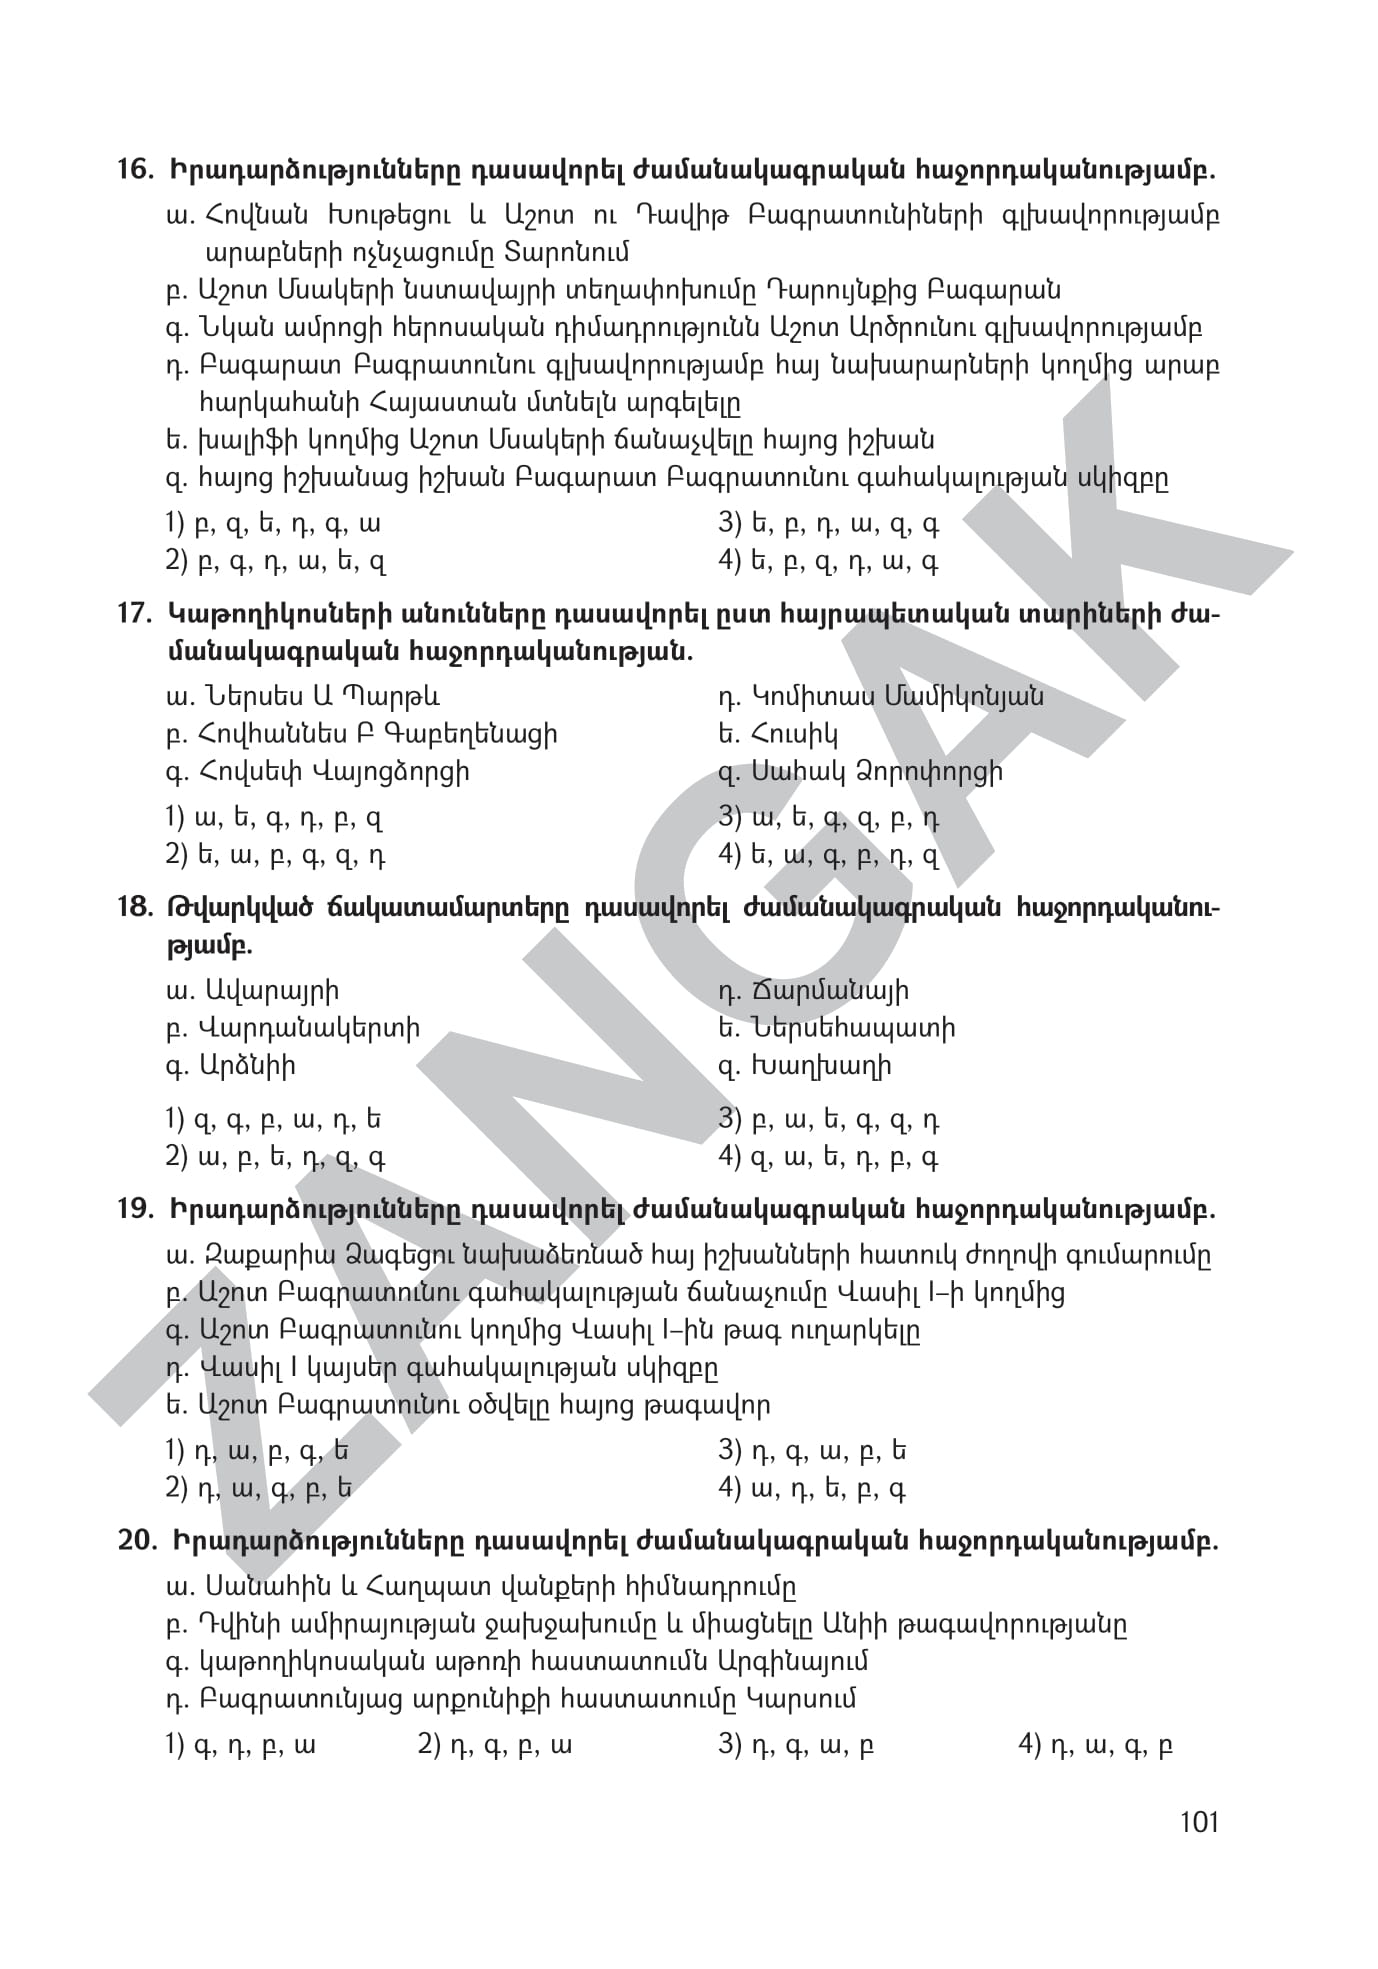 16. Իրադարձությունները դասավորել ժամանակագրական հաջորդականությամբ.
ա. Հովնան Խութեցու և Աշոտ ու Դավիթ Բագրատունիների գլխավորությամբ
արաբների ոչնչացումը Տարոնում
բ. Աշոտ Մսակերի նստավայրի տեղափոխումը Դարույնքից Բագարան
գ. Նկան ամրոցի հերոսական դիմադրությունն Աշոտ Արծրունու գլխավորությամբ
դ. Բագարատ Բագրատունու գլխավորությամբ հայ նախարարների կողմից արաբ
հարկահանի Հայաստան մտնելն արգելելը
ե. խալիֆի կողմից Աշոտ Մսակերի ճանաչվելը հայոց իշխան
զ. հայոց իշխանաց իշխան Բագարատ Բագրատունու գահակալության սկիզբը
1) բ, զ, ե, դ, գ, ա
3) ե, բ, դ, ա, զ, գ
2) բ, գ, դ, ա, ե, զ
4) ե, բ, զ, դ, ա, գ
17. Կաթողիկոսների անունները դասավորել ըստ հայրապետական տարիների ժա-
մանակագրական հաջորդականության.
ա. Ներսես Ա Պարթև
դ. Կոմիտաս Մամիկոնյան
բ. Հովհաննես Բ Գաբեղենացի
ե. Հուսիկ
գ. Հովսեփ Վայոցձորցի
զ. Սահակ Ձորոփորցի
1) ա, ե, գ, դ, բ, զ
3) ա, ե, գ, զ, բ, դ
2) ե, ա, բ, գ, զ, դ
4) ե, ա, գ, բ, դ, զ
18. Թվարկված ճակատամարտերը դասավորել ժամանակագրական հաջորդականու-
թյամբ.
ա. Ավարայրի
դ. Ճարմանայի
բ. Վարդանակերտի
ե. Ներսեհապատի
գ. Արձնիի
զ. Խաղխաղի
1) զ, գ, բ, ա, դ, ե
3) բ, ա, ե, գ, զ, դ
2) ա, բ, ե, դ, զ, գ
4) զ, ա, ե, դ, բ, գ
19. Իրադարձությունները դասավորել ժամանակագրական հաջորդականությամբ.
ա. Զաքարիա Ձագեցու նախաձեռնած հայ իշխանների հատուկ ժողովի գումարումը
բ. Աշոտ Բագրատունու գահակալության ճանաչումը Վասիլ I–ի կողմից
գ. Աշոտ Բագրատունու կողմից Վասիլ I–ին թագ ուղարկելը
դ. Վասիլ I կայսեր գահակալության սկիզբը
ե. Աշոտ Բագրատունու օծվելը հայոց թագավոր
1) դ, ա, բ, գ, ե
3) դ, գ, ա, բ, ե
2) դ, ա, գ, բ, ե
4) ա, դ, ե, բ, գ
20. Իրադարձությունները դասավորել ժամանակագրական հաջորդականությամբ.
ա. Սանահին և Հաղպատ վանքերի հիմնադրումը
բ. Դվինի ամիրայության ջախջախումը և միացնելը Անիի թագավորությանը
գ. կաթողիկոսական աթոռի հաստատումն Արգինայում
դ. Բագրատունյաց արքունիքի հաստատումը Կարսում
1) գ, դ, բ, ա 2) դ, գ, բ, ա 3) դ, գ, ա, բ 4) դ, ա, գ, բ
101
ZANGAK